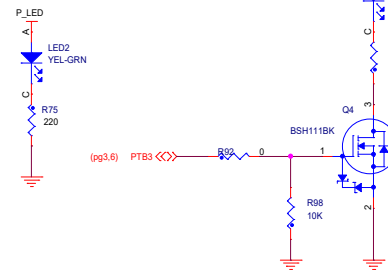 P_LED
A
LED2
YEL-GRN
C
R75
220
(pg3,6) PTB3
R92
0
1
R98
10K
C
3
Q4
BSH111BK
2